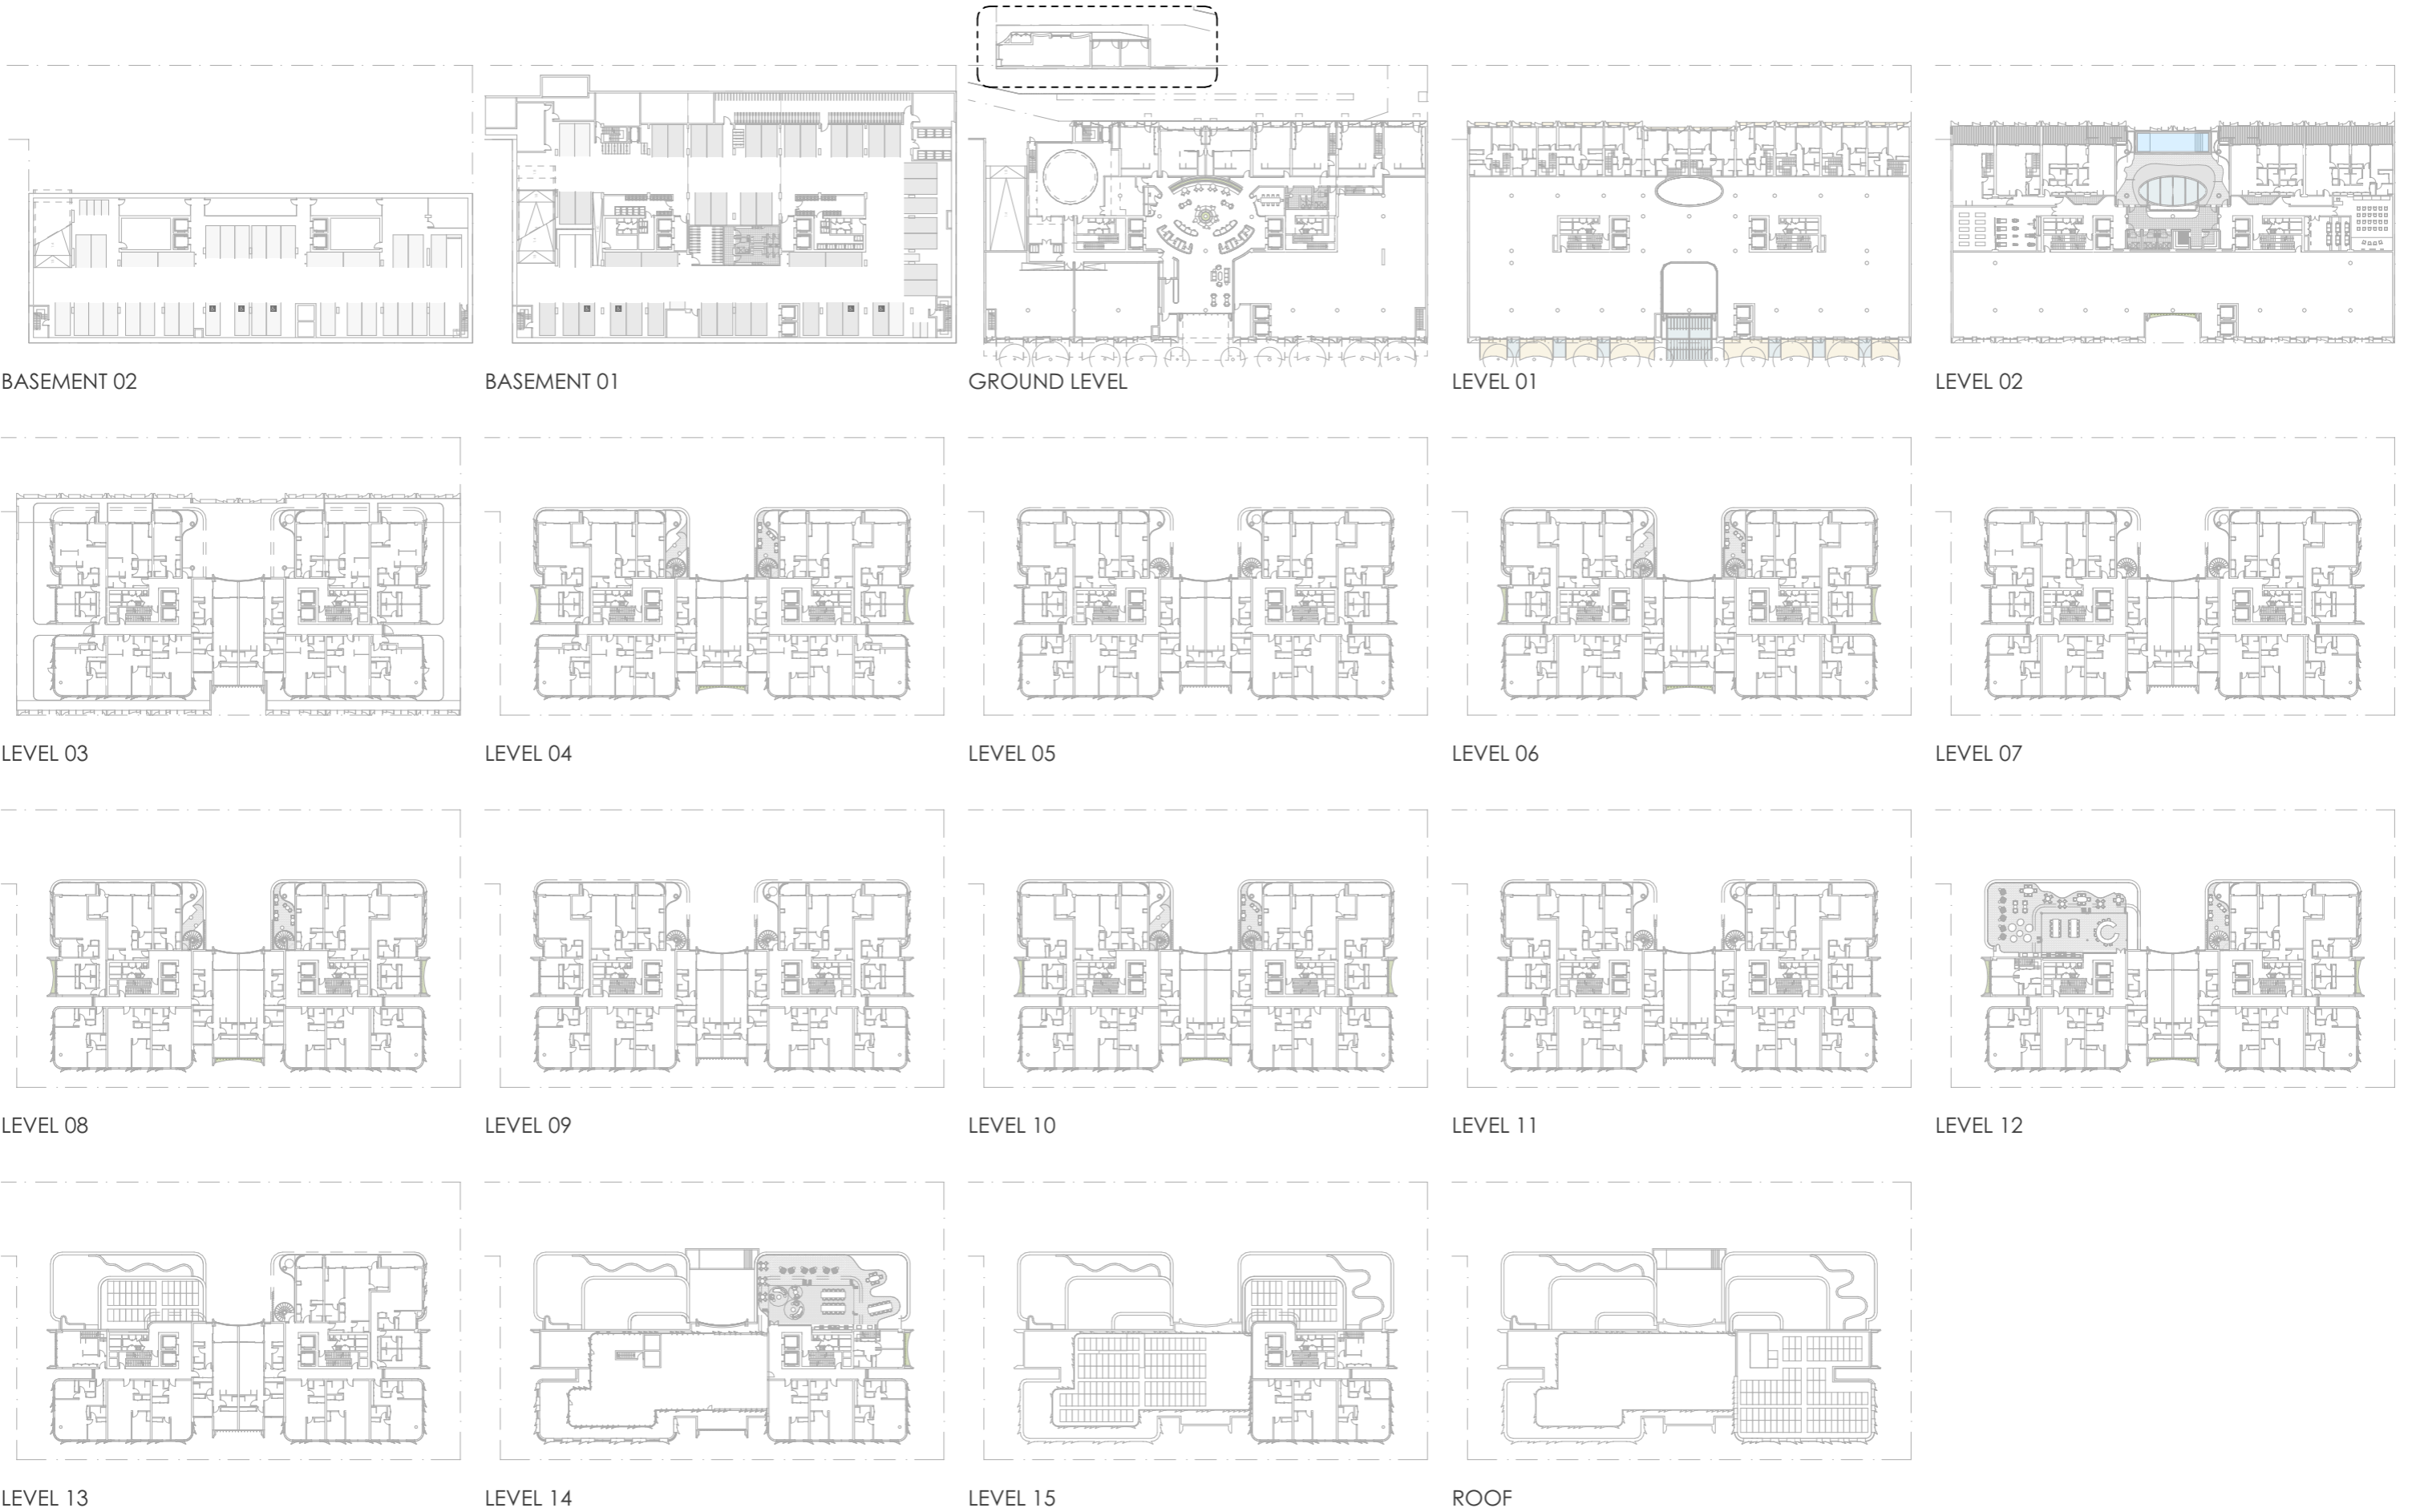 BASEMENT 02
BASEMENT 01
GROUND LEVEL
LEVEL 01
LEVEL 02
LEVEL 03
LEVEL 04
LEVEL 05
LEVEL 06
LEVEL 07
LEVEL 08
LEVEL 09
LEVEL 10
LEVEL 11
LEVEL 12
LEVEL 13
LEVEL 14
LEVEL 15
ROOF